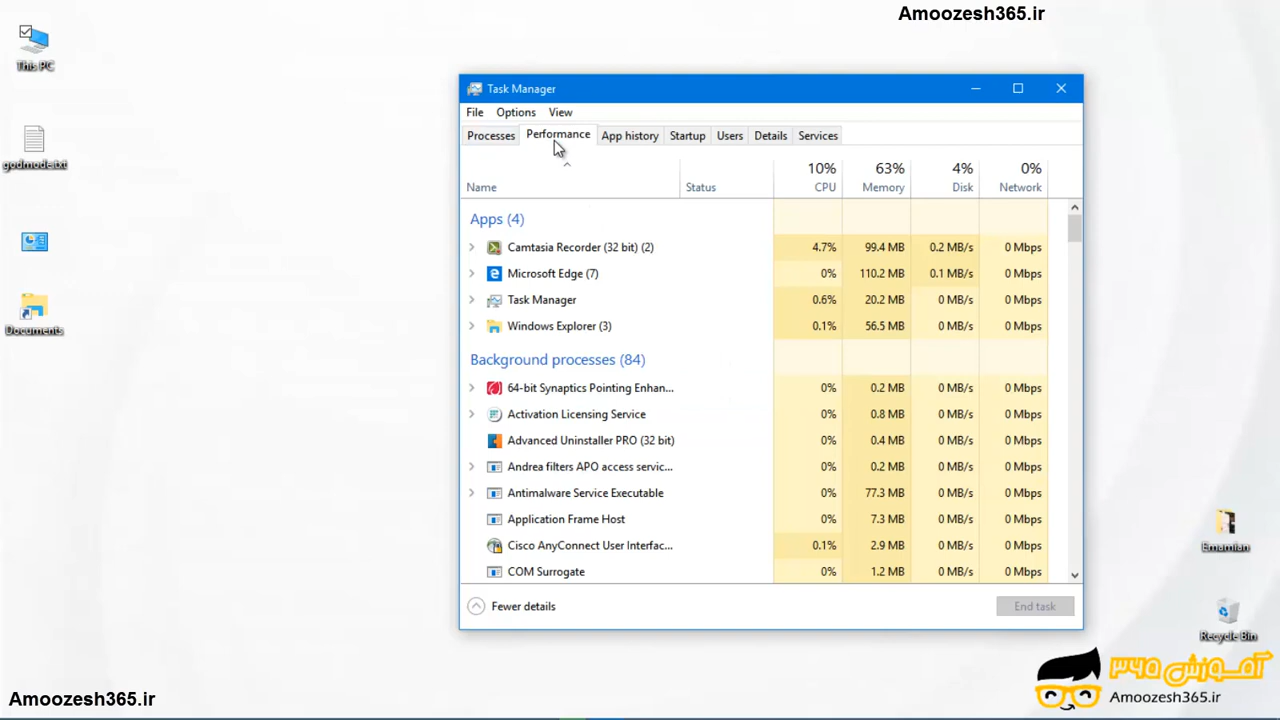 Amoozesh365.ir
This PC
godmode.txt
Documents
Task Manager
File Options View
Processes Performance App history Startup Users Details Services
10% 63% 4% 0%
Name Status CPU Memory Disk Network
Apps (4)
Camtasia Recorder (32 bit) (2) 4.7% 99.4 MB 0.2 MB/s 0 Mbps
Microsoft Edge (7) 0% 110.2 MB 0.1 MB/s 0 Mbps
Task Manager 0.6% 20.2 MB 0 MB/s 0 Mbps
Windows Explorer (3) 0.1% 56.5 MB 0 MB/s 0 Mbps
Background processes (84)
64-bit Synaptics Pointing Enhan... 0% 0.2 MB 0 MB/s 0 Mbps
Activation Licensing Service 0% 0.8 MB 0 MB/s 0 Mbps
Advanced Uninstaller PRO (32 bit) 0% 0.4 MB 0 MB/s 0 Mbps
Andrea filters APO access servic... 0% 0.2 MB 0 MB/s 0 Mbps
Antimalware Service Executable 0% 77.3 MB 0 MB/s 0 Mbps
Application Frame Host 0% 7.3 MB 0 MB/s 0 Mbps
Cisco AnyConnect User Interfac... 0.1% 2.9 MB 0 MB/s 0 Mbps
COM Surrogate 0% 1.2 MB 0 MB/s 0 Mbps
Fewer details End task
Emamian
Recycle Bin
آموزش ۳۶۵
Amoozesh365.ir
Amoozesh365.ir